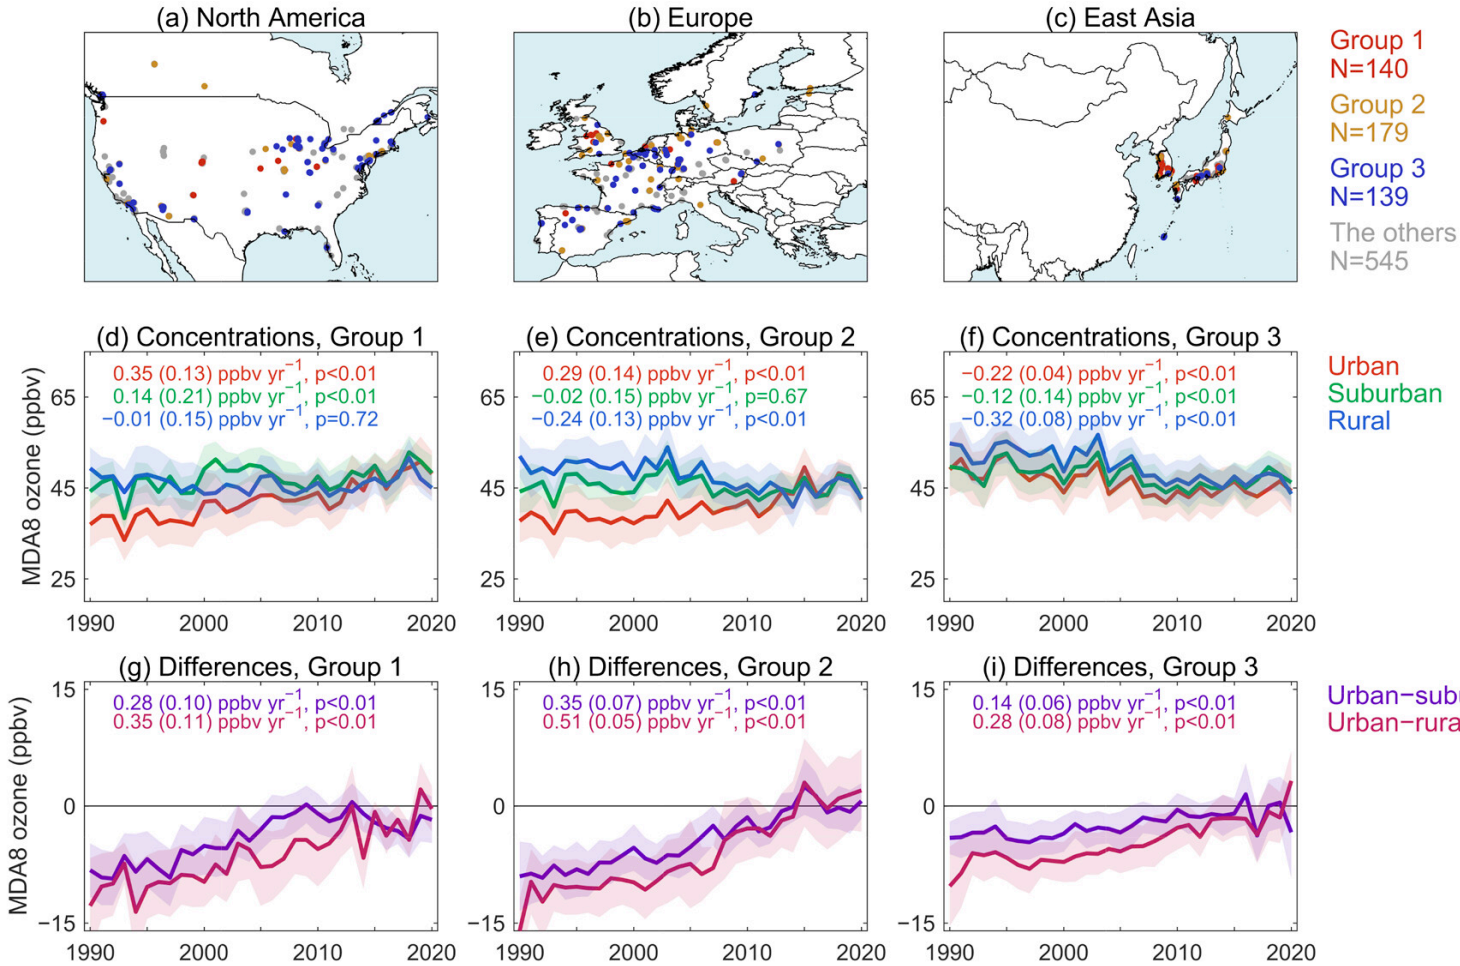 (a) North America
(b) Europe
(c) East Asia
Group 1
N=140
Group 2
N=179
Group 3
N=139
The others
N=545
(d) Concentrations, Group 1
0.35 (0.13) ppbv yr⁻¹, p<0.01
0.14 (0.21) ppbv yr⁻¹, p<0.01
−0.01 (0.15) ppbv yr⁻¹, p=0.72
65
45
25
MDA8 ozone (ppbv)
1990 2000 2010 2020
(e) Concentrations, Group 2
0.29 (0.14) ppbv yr⁻¹, p<0.01
−0.02 (0.15) ppbv yr⁻¹, p=0.67
−0.24 (0.13) ppbv yr⁻¹, p<0.01
65
45
25
1990 2000 2010 2020
(f) Concentrations, Group 3
−0.22 (0.04) ppbv yr⁻¹, p<0.01
−0.12 (0.14) ppbv yr⁻¹, p<0.01
−0.32 (0.08) ppbv yr⁻¹, p<0.01
65
45
25
1990 2000 2010 2020
Urban
Suburban
Rural
(g) Differences, Group 1
0.28 (0.10) ppbv yr⁻¹, p<0.01
0.35 (0.11) ppbv yr⁻¹, p<0.01
15
0
−15
MDA8 ozone (ppbv)
1990 2000 2010 2020
(h) Differences, Group 2
0.35 (0.07) ppbv yr⁻¹, p<0.01
0.51 (0.05) ppbv yr⁻¹, p<0.01
15
0
−15
1990 2000 2010 2020
(i) Differences, Group 3
0.14 (0.06) ppbv yr⁻¹, p<0.01
0.28 (0.08) ppbv yr⁻¹, p<0.01
15
0
−15
1990 2000 2010 2020
Urban−subu
Urban−rura